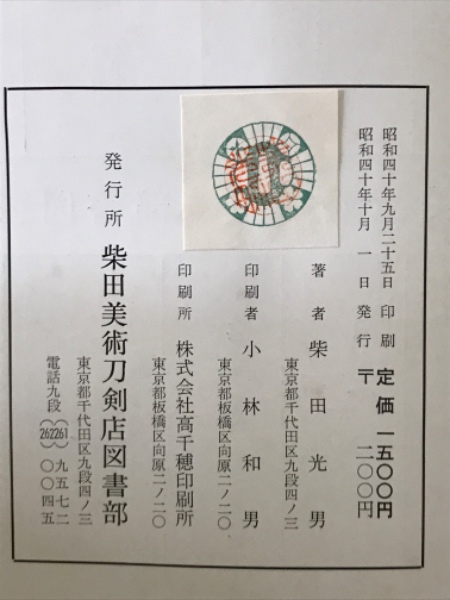 昭和四十年九月二十五日 印刷
昭和四十年十月 一 日 発行
定価 一五〇〇円
〒 二〇〇円
著 者 柴 田 光 男
東京都千代田区九段四ノ三
印刷者 小 林 和 男
東京都板橋区向原二ノ二〇
印刷所 株式会社高千穂印刷所
東京都板橋区向原二ノ二〇
発 行 所 柴田美術刀剣店図書部
東京都千代田区九段四ノ三
電話九段(261)九五七二
(262)〇〇四五